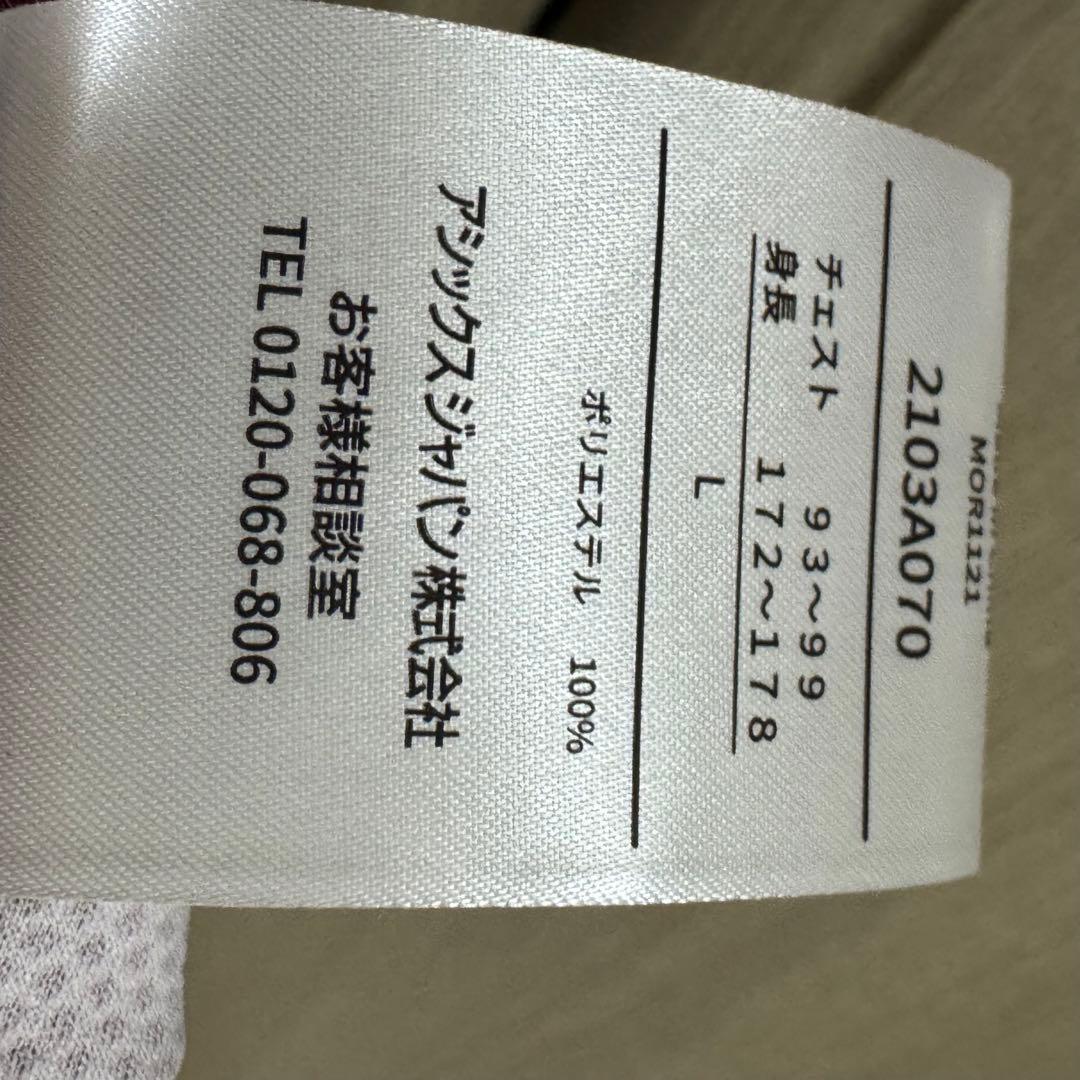 MOR1121
2103A070
チェスト 93～99
身長 172～178
L
ポリエステル 100%
アシックスジャパン株式会社
お客様相談室
TEL 0120-068-806